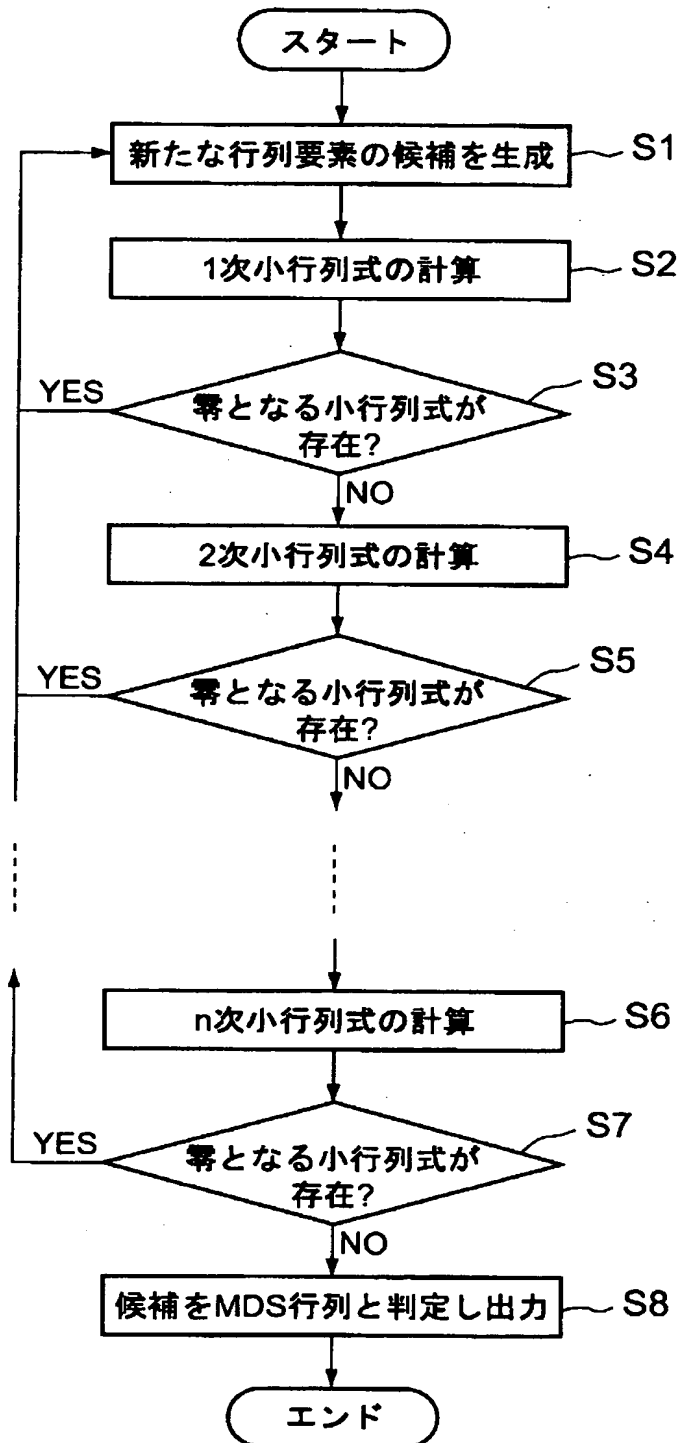 スタート
新たな行列要素の候補を生成
S1
1次小行列式の計算
S2
零となる小行列式が
存在?
S3
YES
NO
2次小行列式の計算
S4
零となる小行列式が
存在?
S5
YES
NO
n次小行列式の計算
S6
零となる小行列式が
存在?
S7
YES
NO
候補をMDS行列と判定し出力
S8
エンド